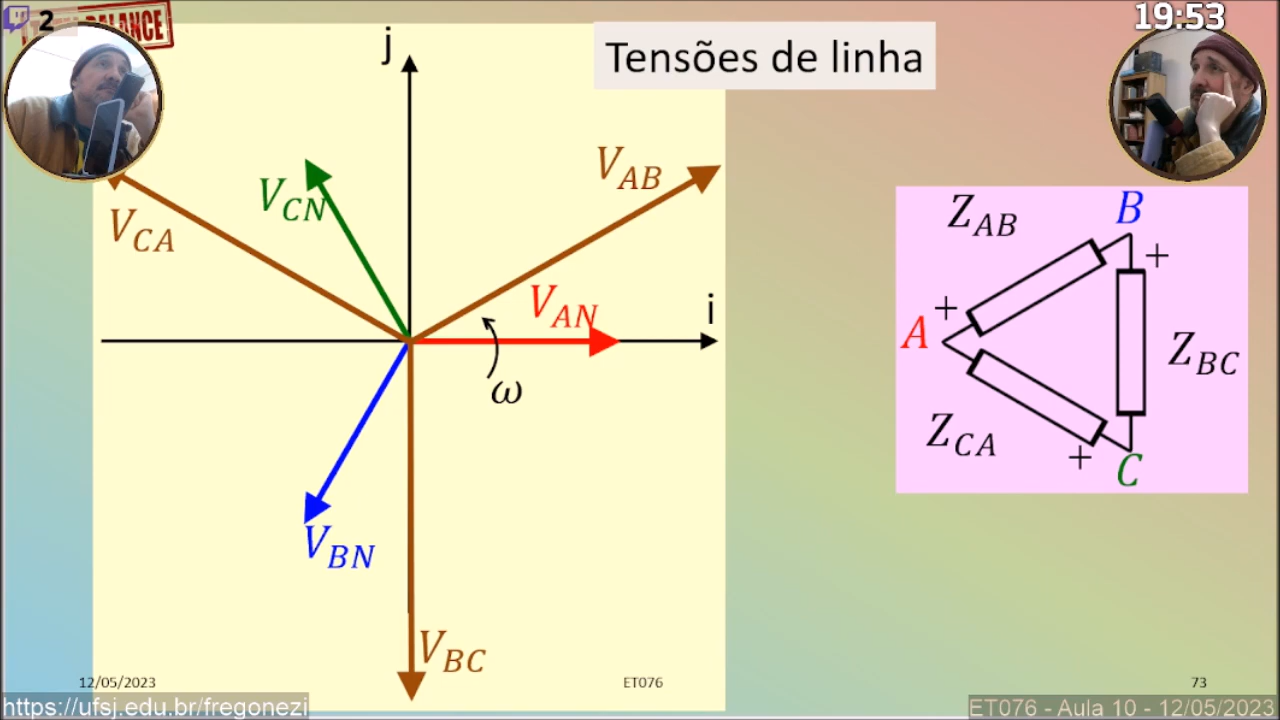 2
BALANCE
19:53
Tensões de linha
j
V_AB
V_CN
V_CA
V_AN
i
ω
V_BN
V_BC
Z_AB
B
+
+
A
Z_BC
Z_CA
+
C
12/05/2023
ET076
73
https://ufsj.edu.br/fregonezi
ET076 - Aula 10 - 12/05/2023